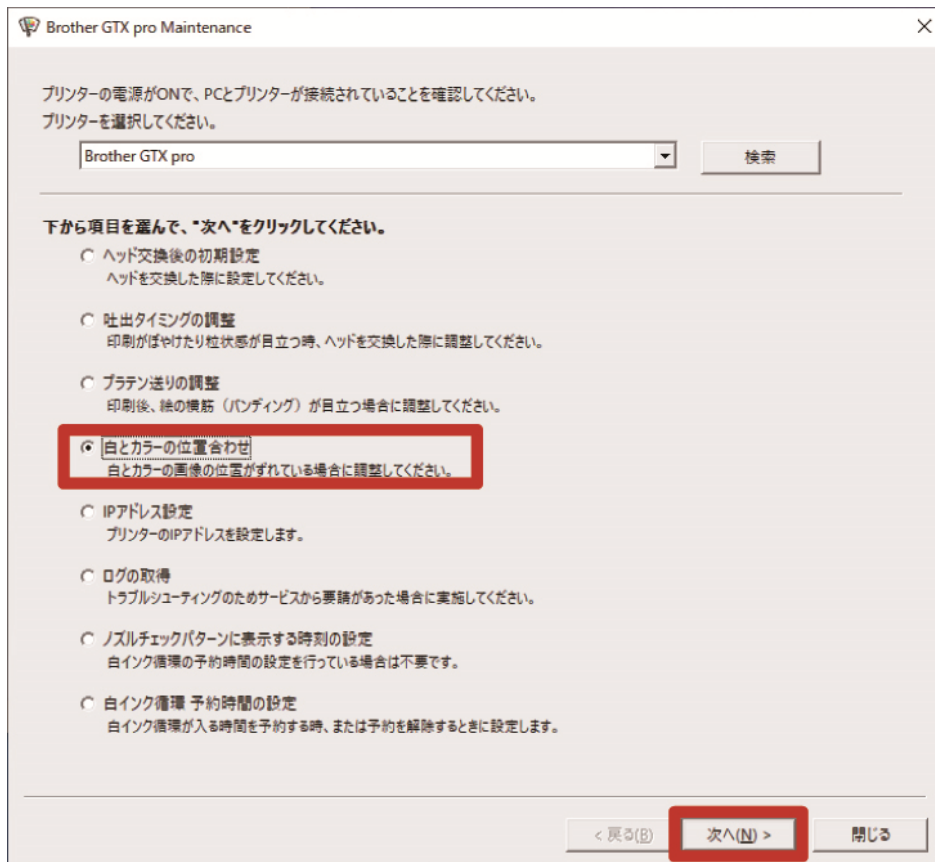 Brother GTX pro Maintenance
プリンターの電源がONで、PCとプリンターが接続されていることを確認してください。
プリンターを選択してください。
Brother GTX pro
検索
下から項目を選んで、"次へ"をクリックしてください。
ヘッド交換後の初期設定
ヘッドを交換した際に設定してください。
吐出タイミングの調整
印刷がぼやけたり粒状感が目立つ時、ヘッドを交換した際に調整してください。
プラテン送りの調整
印刷後、絵の横筋（バンディング）が目立つ場合に調整してください。
白とカラーの位置合わせ
白とカラーの画像の位置がずれている場合に調整してください。
IPアドレス設定
プリンターのIPアドレスを設定します。
ログの取得
トラブルシューティングのためサービスから要請があった場合に実施してください。
ノズルチェックパターンに表示する時刻の設定
白インク循環の予約時間の設定を行っている場合は不要です。
白インク循環 予約時間の設定
白インク循環が入る時間を予約する時、または予約を解除するときに設定します。
< 戻る(B)
次へ(N) >
閉じる